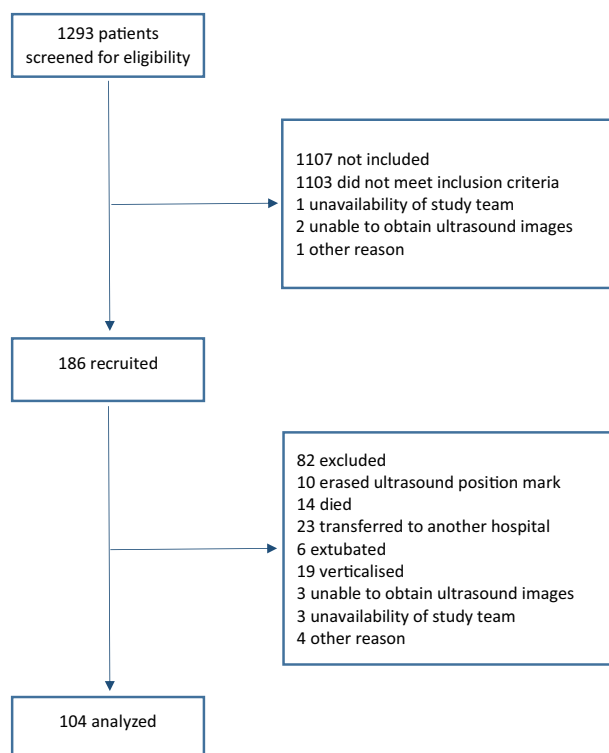 1293 patients
screened for eligibility
1107 not included
1103 did not meet inclusion criteria
1 unavailability of study team
2 unable to obtain ultrasound images
1 other reason
186 recruited
82 excluded
10 erased ultrasound position mark
14 died
23 transferred to another hospital
6 extubated
19 verticalised
3 unable to obtain ultrasound images
3 unavailability of study team
4 other reason
104 analyzed